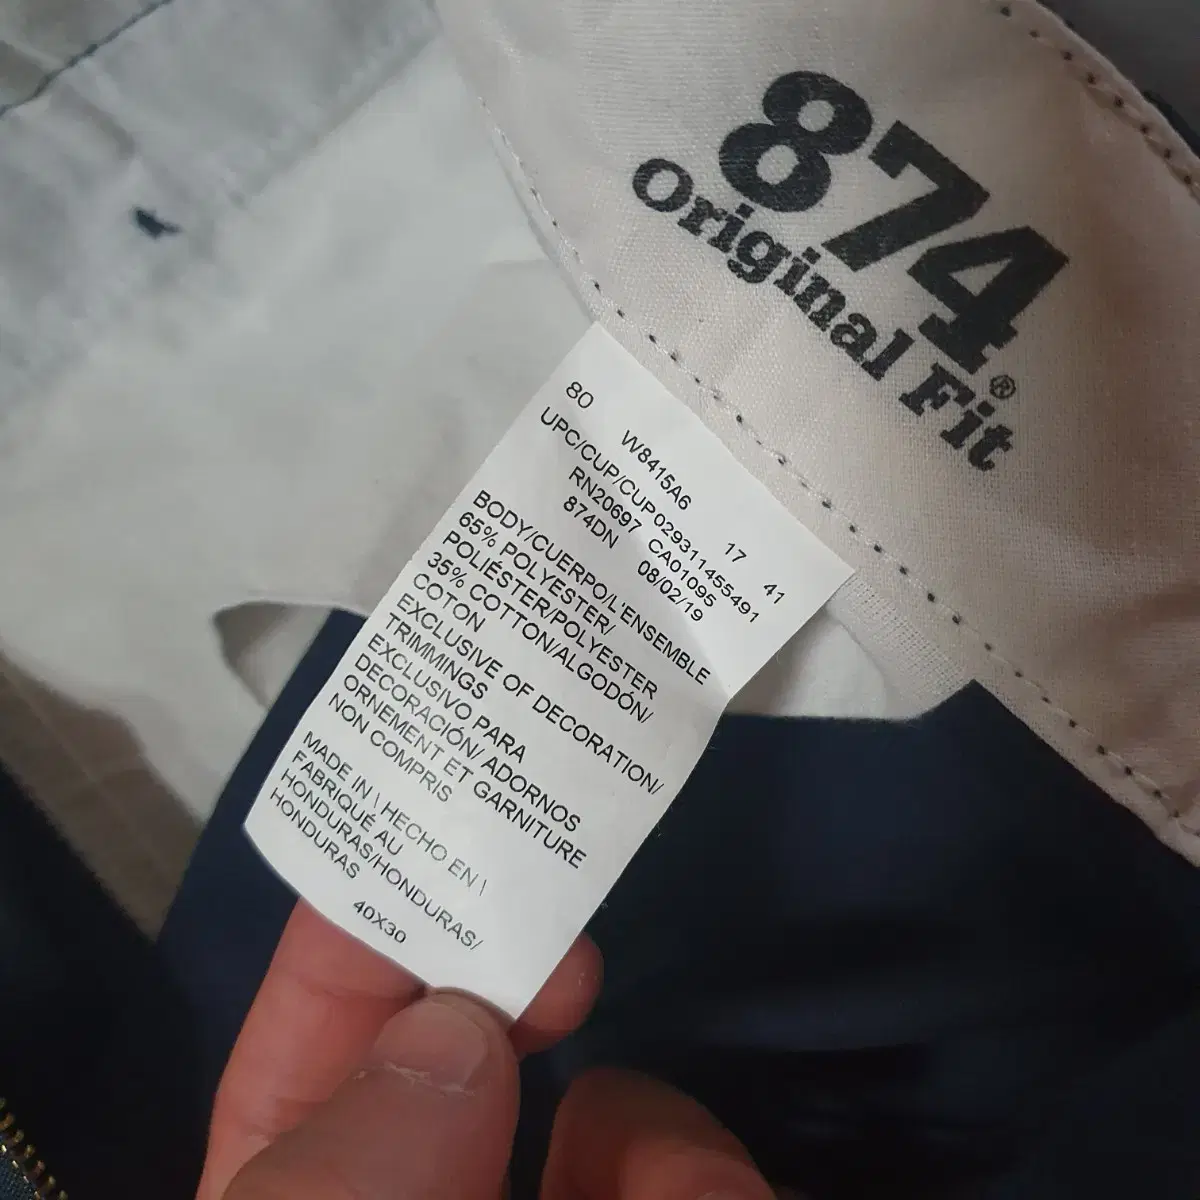 874
Original Fit®
80
W8415A6 17 41
UPC/CUP/CUP029311455491
RN20697 CA01095
874DN 08/02/19
BODY/CUERPO/L'ENSEMBLE
65% POLYESTER/
POLIÉSTER/POLYESTER
35% COTTON/ALGODÓN/
COTON
EXCLUSIVE OF DECORATION/
TRIMMINGS
EXCLUSIVO PARA
DECORACIÓN/ ADORNOS
ORNEMENT ET GARNITURE
NON COMPRIS
MADE IN \ HECHO EN \
FABRIQUÉ AU
HONDURAS/HONDURAS/
HONDURAS
40X30